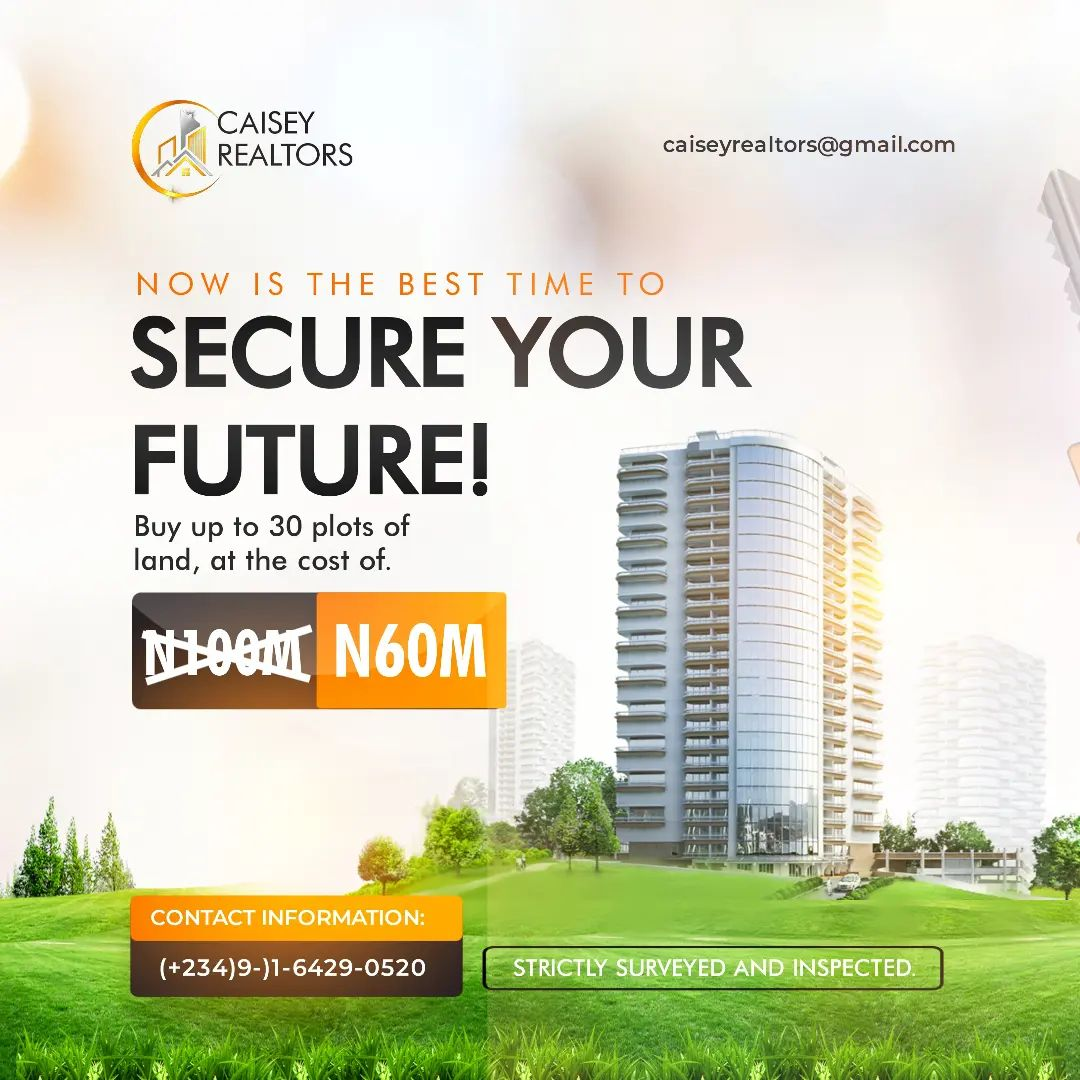 CAISEY
REALTORS
caiseyrealtors@gmail.com
NOW IS THE BEST TIME TO
SECURE YOUR
FUTURE!
Buy up to 30 plots of
land, at the cost of.
N100M N60M
CONTACT INFORMATION:
(+234)9-)1-6429-0520
STRICTLY SURVEYED AND INSPECTED.